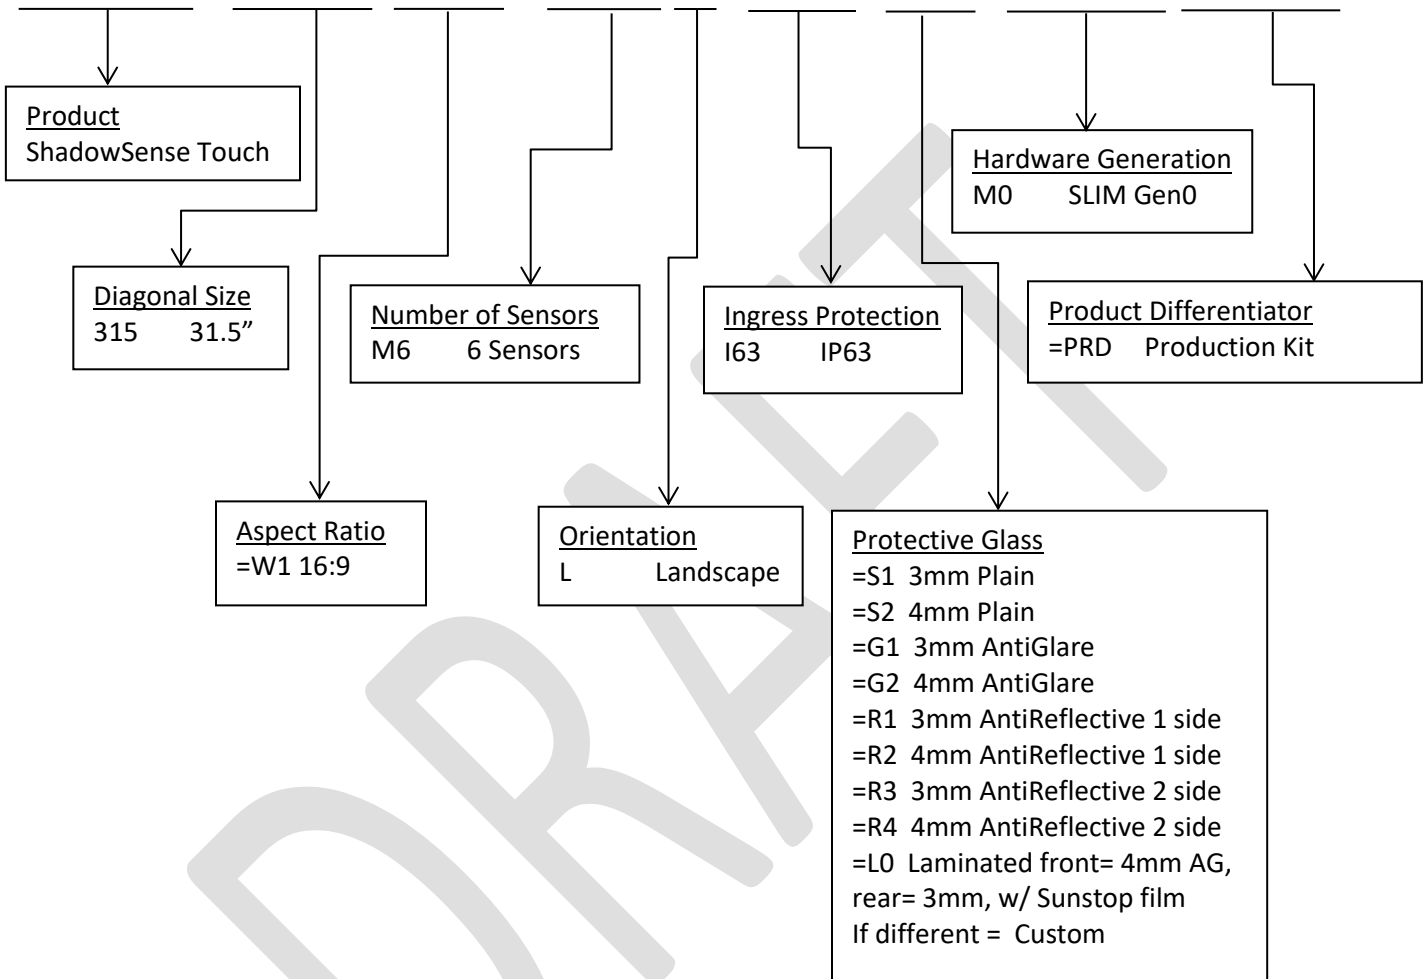 Product
ShadowSense Touch
Hardware Generation
M0 SLIM Gen0
Diagonal Size
315 31.5”
Number of Sensors
M6 6 Sensors
Ingress Protection
I63 IP63
Product Differentiator
=PRD Production Kit
Aspect Ratio
=W1 16:9
Orientation
L Landscape
Protective Glass
=S1 3mm Plain
=S2 4mm Plain
=G1 3mm AntiGlare
=G2 4mm AntiGlare
=R1 3mm AntiReflective 1 side
=R2 4mm AntiReflective 1 side
=R3 3mm AntiReflective 2 side
=R4 4mm AntiReflective 2 side
=L0 Laminated front= 4mm AG,
rear= 3mm, w/ Sunstop film
If different = Custom
DRAFT